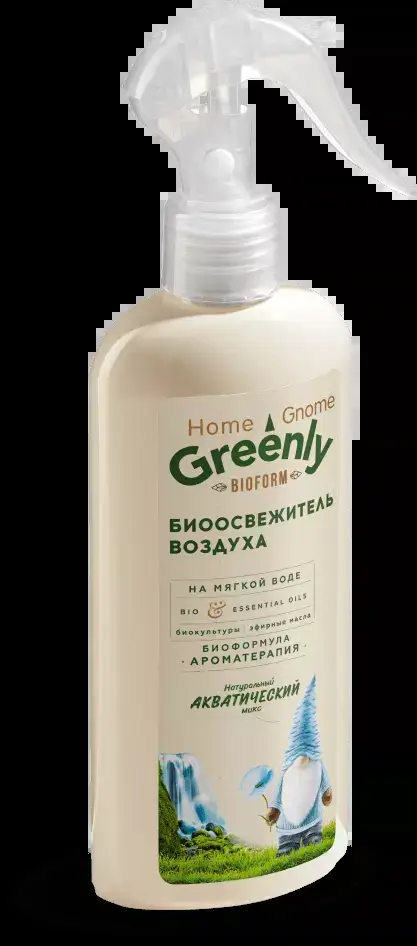 Home Gnome
Greenly
BIOFORM
БИООСВЕЖИТЕЛЬ
ВОЗДУХА
НА МЯГКОЙ ВОДЕ
BIO & ESSENTIAL OILS
биокультуры эфирные масла
БИОФОРМУЛА
· АРОМАТЕРАПИЯ ·
Натуральный
АКВАТИЧЕСКИЙ
микс